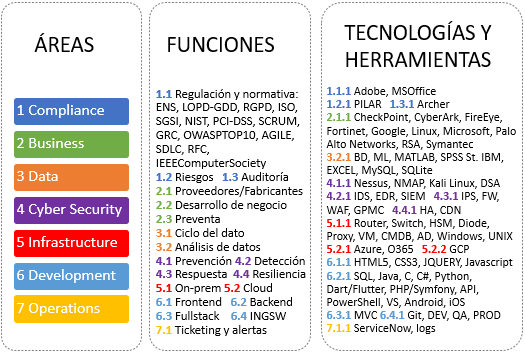 ÁREAS
1 Compliance
2 Business
3 Data
4 Cyber Security
5 Infrastructure
6 Development
7 Operations
FUNCIONES
1.1 Regulación y normativa:
ENS, LOPD-GDD, RGPD, ISO,
SGSI, NIST, PCI-DSS, SCRUM,
GRC, OWASPTOP10, AGILE,
SDLC, RFC,
IEEEComputerSociety
1.2 Riesgos 1.3 Auditoría
2.1 Proveedores/Fabricantes
2.2 Desarrollo de negocio
2.3 Preventa
3.1 Ciclo del dato
3.2 Análisis de datos
4.1 Prevención 4.2 Detección
4.3 Respuesta 4.4 Resiliencia
5.1 On-prem 5.2 Cloud
6.1 Frontend 6.2 Backend
6.3 Fullstack 6.4 INGSW
7.1 Ticketing y alertas
TECNOLOGÍAS Y
HERRAMIENTAS
1.1.1 Adobe, MSOffice
1.2.1 PILAR 1.3.1 Archer
2.1.1 CheckPoint, CyberArk, FireEye,
Fortinet, Google, Linux, Microsoft, Palo
Alto Networks, RSA, Symantec
3.2.1 BD, ML, MATLAB, SPSS St. IBM,
EXCEL, MySQL, SQLite
4.1.1 Nessus, NMAP, Kali Linux, DSA
4.2.1 IDS, EDR, SIEM 4.3.1 IPS, FW,
WAF, GPMC 4.4.1 HA, CDN
5.1.1 Router, Switch, HSM, Diode,
Proxy, VM, CMDB, AD, Windows, UNIX
5.2.1 Azure, O365 5.2.2 GCP
6.1.1 HTML5, CSS3, JQUERY, Javascript
6.2.1 SQL, Java, C, C#, Python,
Dart/Flutter, PHP/Symfony, API,
PowerShell, VS, Android, iOS
6.3.1 MVC 6.4.1 Git, DEV, QA, PROD
7.1.1 ServiceNow, logs